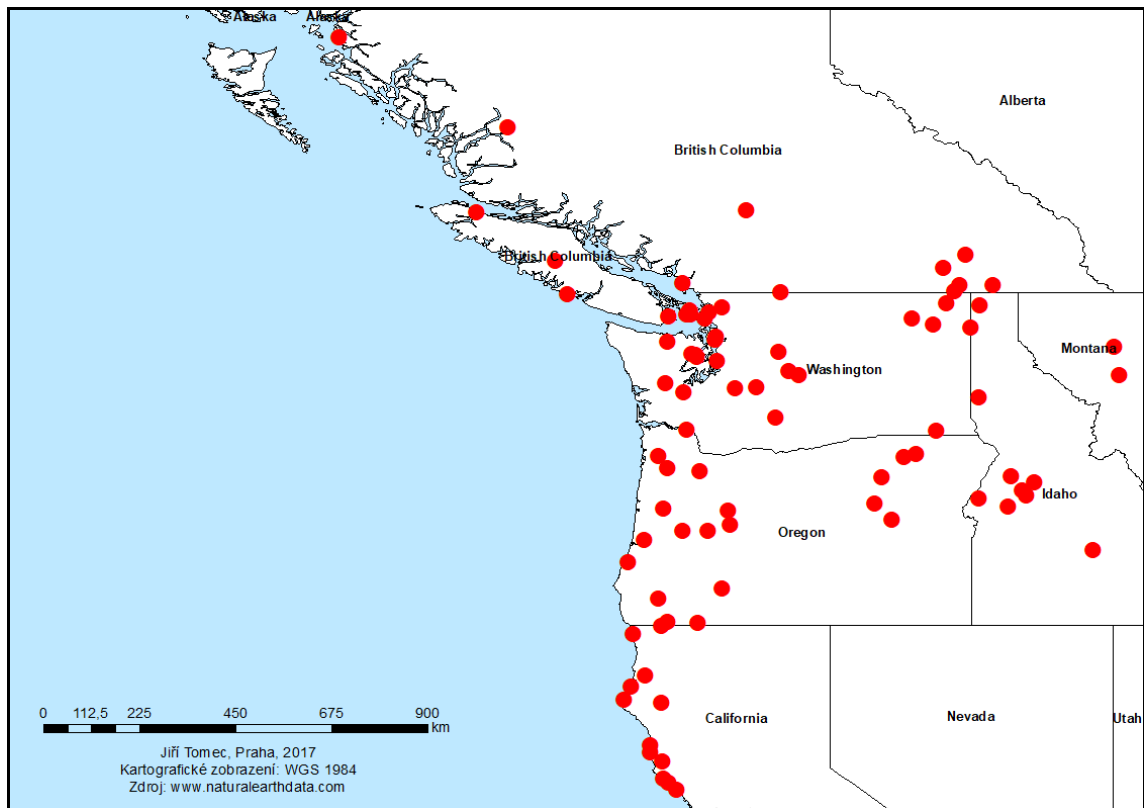 Alaska
Alaska
Alberta
British Columbia
British Columbia
Montana
Washington
Idaho
Oregon
California
Nevada
Utah
0 112,5 225 450 675 900
km
Jiří Tomec, Praha, 2017
Kartografické zobrazení: WGS 1984
Zdroj: www.naturalearthdata.com